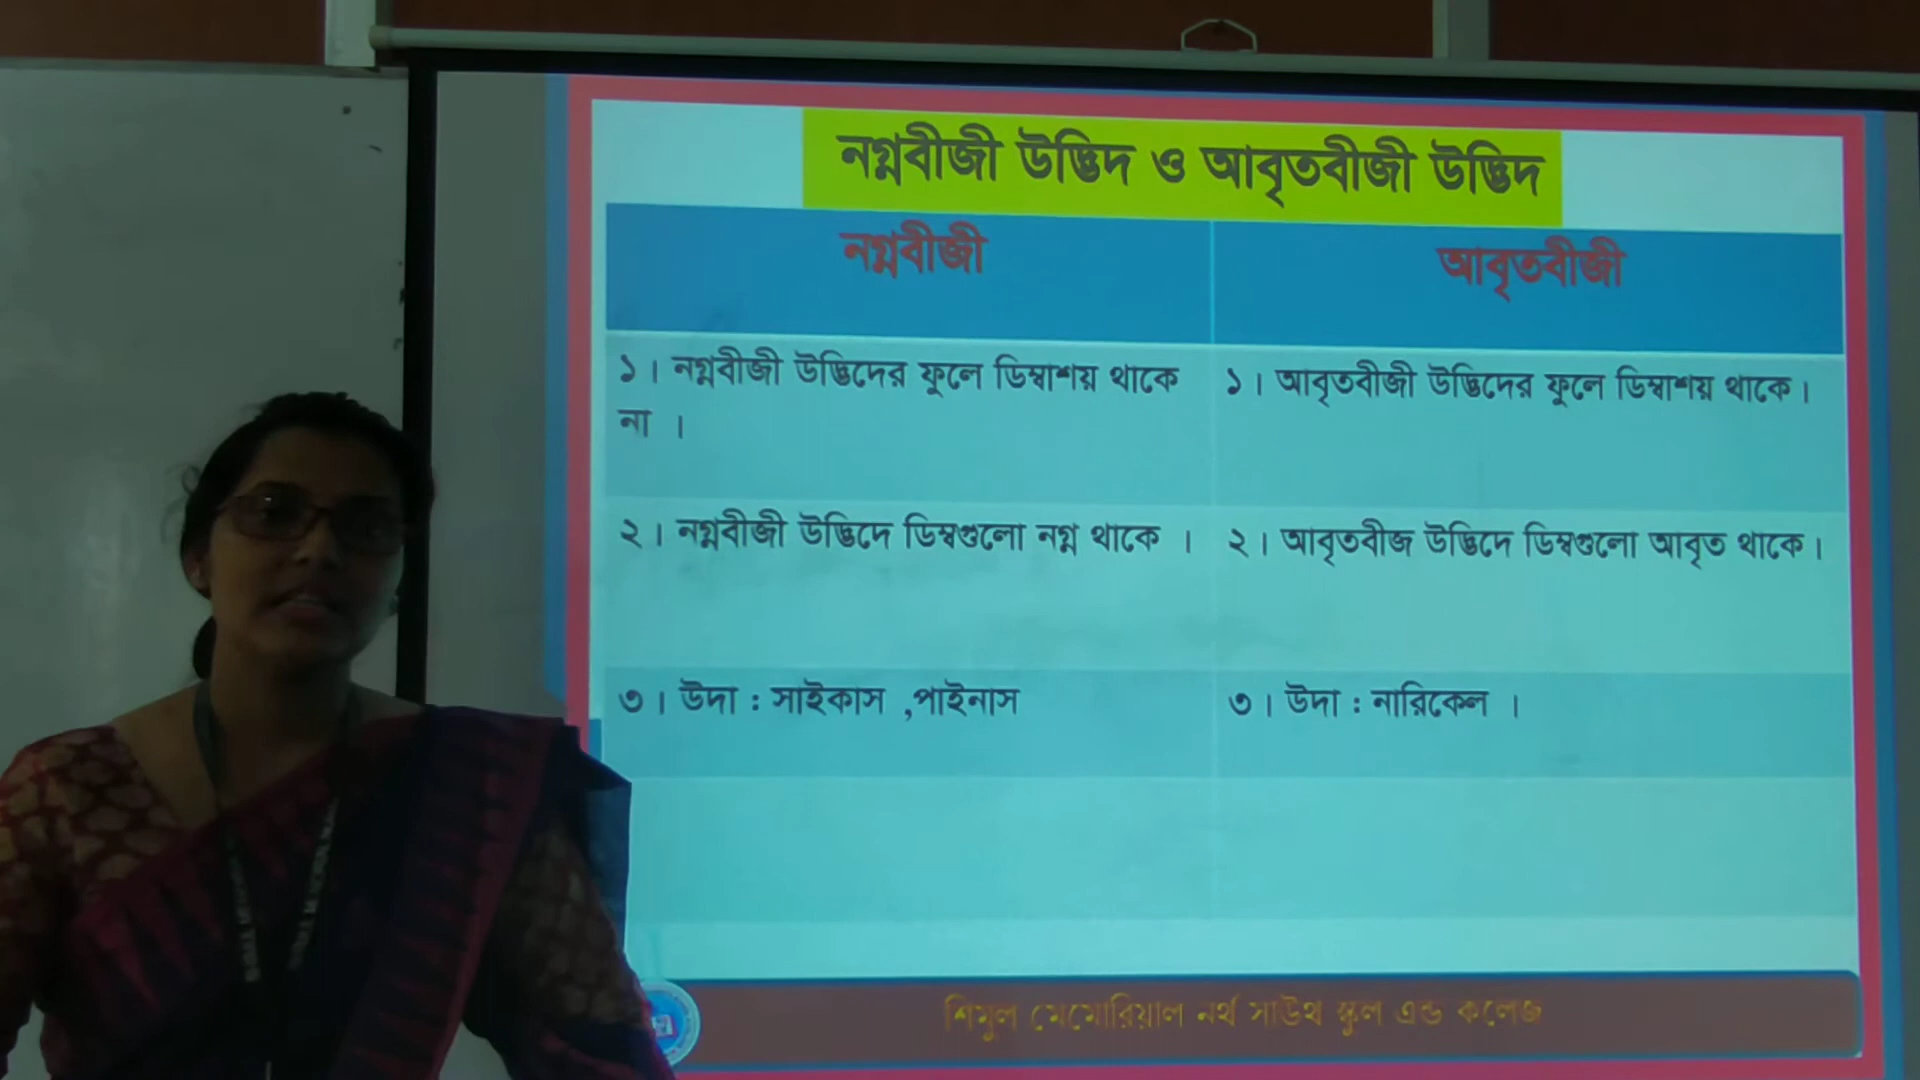 নগ্নবীজী উদ্ভিদ ও আবৃতবীজী উদ্ভিদ
নগ্নবীজী
আবৃতবীজী
১। নগ্নবীজী উদ্ভিদের ফুলে ডিম্বাশয় থাকে
না ।
১। আবৃতবীজী উদ্ভিদের ফুলে ডিম্বাশয় থাকে।
২। নগ্নবীজী উদ্ভিদে ডিম্বগুলো নগ্ন থাকে ।
২। আবৃতবীজ উদ্ভিদে ডিম্বগুলো আবৃত থাকে।
৩। উদা : সাইকাস ,পাইনাস
৩। উদা : নারিকেল ।
শিমুল মেমোরিয়াল নর্থ সাউথ স্কুল এন্ড কলেজ